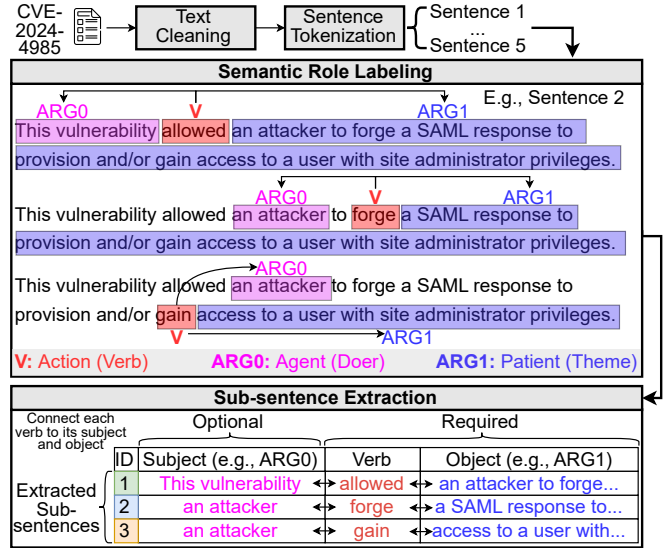 CVE-
2024-
4985
Text
Cleaning
Sentence
Tokenization
Sentence 1
...
Sentence 5
Semantic Role Labeling
E.g., Sentence 2
ARG0 V ARG1
This vulnerability allowed an attacker to forge a SAML response to
provision and/or gain access to a user with site administrator privileges.
ARG0 V ARG1
This vulnerability allowed an attacker to forge a SAML response to
provision and/or gain access to a user with site administrator privileges.
ARG0
This vulnerability allowed an attacker to forge a SAML response to
provision and/or gain access to a user with site administrator privileges.
V ARG1
V: Action (Verb) ARG0: Agent (Doer) ARG1: Patient (Theme)
Sub-sentence Extraction
Connect each
verb to its subject
and object
Optional Required
ID Subject (e.g., ARG0) Verb Object (e.g., ARG1)
Extracted
Sub-
sentences
1 This vulnerability allowed an attacker to forge...
2 an attacker forge a SAML response to...
3 an attacker gain access to a user with...